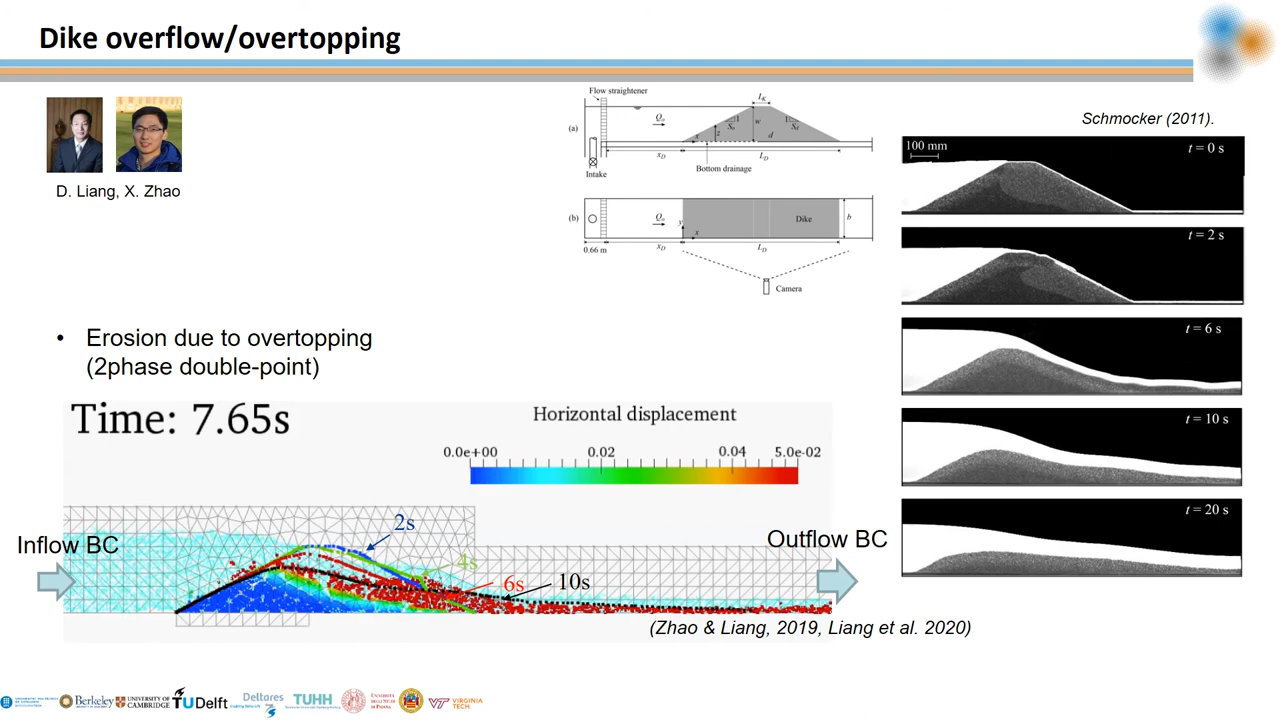 Dike overflow/overtopping
D. Liang, X. Zhao
Flow straightener
(a)
Intake
Bottom drainage
(b)
Dike
0.66 m
Camera
Schmocker (2011).
100 mm
t = 0 s
t = 2 s
t = 6 s
t = 10 s
t = 20 s
• Erosion due to overtopping
(2phase double-point)
Time: 7.65s
Horizontal displacement
0.0e+00 0.02 0.04 5.0e-02
Inflow BC
2s
4s
6s
10s
Outflow BC
(Zhao & Liang, 2019, Liang et al. 2020)
Berkeley
UNIVERSITY OF
CAMBRIDGE
TUDelft
Deltares
TUHH
VIRGINIA
TECH